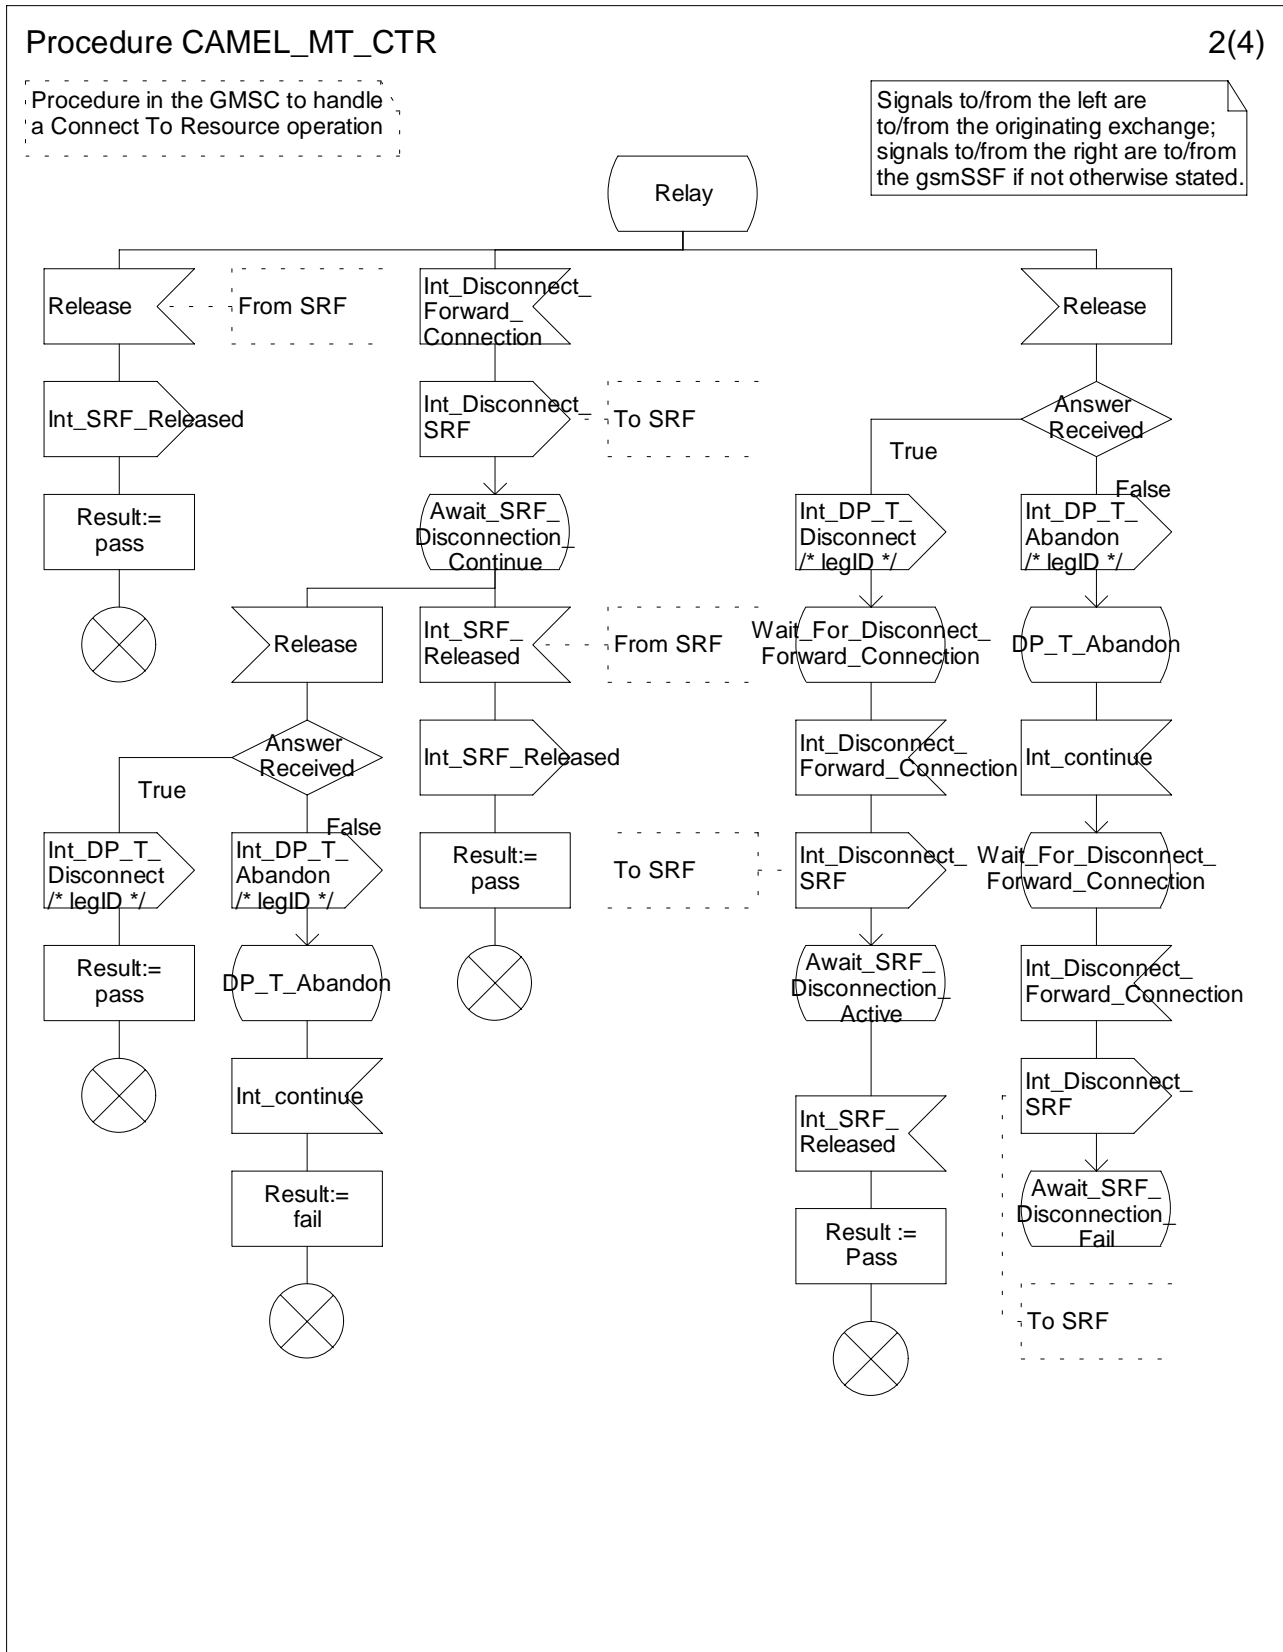 Procedure CAMEL_MT_CTR
2(4)
Procedure in the GMSC to handle
a Connect To Resource operation
Signals to/from the left are
to/from the originating exchange;
signals to/from the right are to/from
the gsmSSF if not otherwise stated.
Relay
Release
From SRF
Int_SRF_Released
Result:=
pass
Int_Disconnect_
Forward_
Connection
Int_Disconnect_
SRF
To SRF
Await_SRF_
Disconnection_
Continue
Release
Answer
Received
True
False
Int_DP_T_
Disconnect
/* legID */
Result:=
pass
Int_DP_T_
Abandon
/* legID */
DP_T_Abandon
Int_continue
Result:=
fail
Int_SRF_
Released
From SRF
Int_SRF_Released
Result:=
pass
Release
Answer
Received
True
False
Int_DP_T_
Disconnect
/* legID */
Wait_For_Disconnect_
Forward_Connection
Int_Disconnect_
Forward_Connection
Int_Disconnect_
SRF
To SRF
Await_SRF_
Disconnection_
Active
Int_SRF_
Released
Result :=
Pass
Int_DP_T_
Abandon
/* legID */
DP_T_Abandon
Int_continue
Wait_For_Disconnect_
Forward_Connection
Int_Disconnect_
Forward_Connection
Int_Disconnect_
SRF
Await_SRF_
Disconnection_
Fail
To SRF